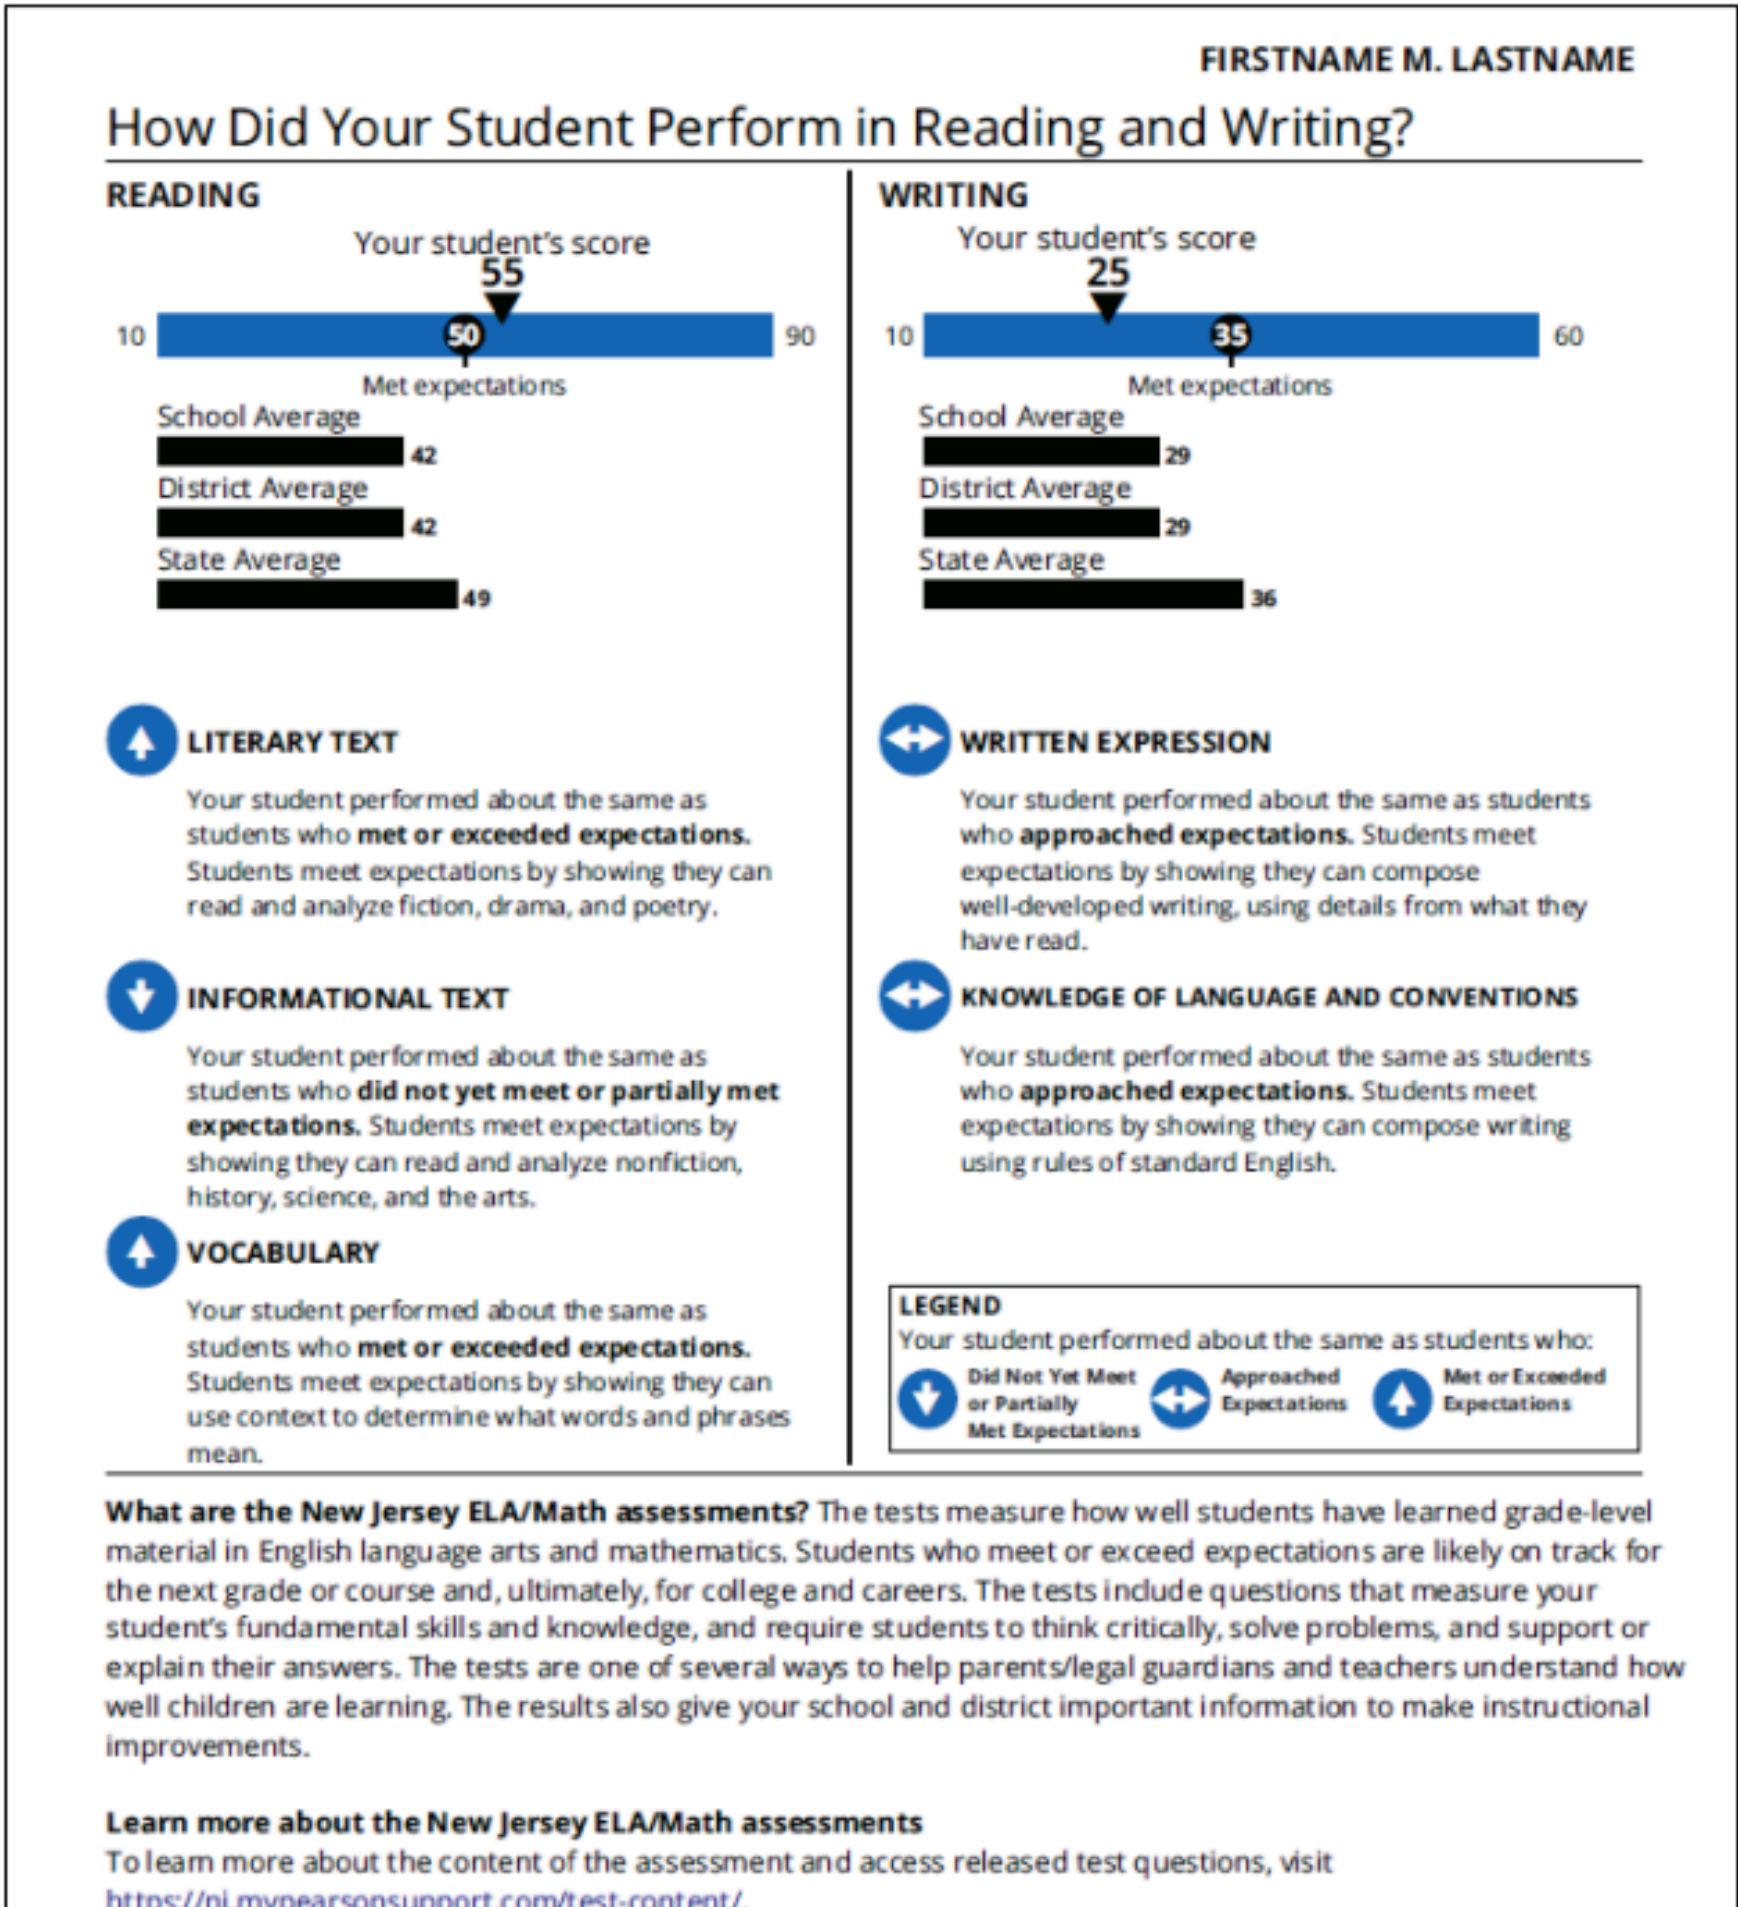 FIRSTNAME M. LASTNAME
How Did Your Student Perform in Reading and Writing?
READING
Your student's score
55
10
50
90
Met expectations
School Average
42
District Average
42
State Average
49
LITERARY TEXT
Your student performed about the same as
students who met or exceeded expectations.
Students meet expectations by showing they can
read and analyze fiction, drama, and poetry.
INFORMATIONAL TEXT
Your student performed about the same as
students who did not yet meet or partially met
expectations. Students meet expectations by
showing they can read and analyze nonfiction,
history, science, and the arts.
VOCABULARY
Your student performed about the same as
students who met or exceeded expectations.
Students meet expectations by showing they can
use context to determine what words and phrases
mean.
WRITING
Your student's score
25
10
35
60
Met expectations
School Average
29
District Average
29
State Average
36
WRITTEN EXPRESSION
Your student performed about the same as students
who approached expectations. Students meet
expectations by showing they can compose
well-developed writing, using details from what they
have read.
KNOWLEDGE OF LANGUAGE AND CONVENTIONS
Your student performed about the same as students
who approached expectations. Students meet
expectations by showing they can compose writing
using rules of standard English.
LEGEND
Your student performed about the same as students who:
Did Not Yet Meet
or Partially
Met Expectations
Approached
Expectations
Met or Exceeded
Expectations
What are the New Jersey ELA/Math assessments? The tests measure how well students have learned grade-level
material in English language arts and mathematics. Students who meet or exceed expectations are likely on track for
the next grade or course and, ultimately, for college and careers. The tests include questions that measure your
student's fundamental skills and knowledge, and require students to think critically, solve problems, and support or
explain their answers. The tests are one of several ways to help parents/legal guardians and teachers understand how
well children are learning. The results also give your school and district important information to make instructional
improvements.
Learn more about the New Jersey ELA/Math assessments
To learn more about the content of the assessment and access released test questions, visit
https://nj.mypearsonsupport.com/test-content/.